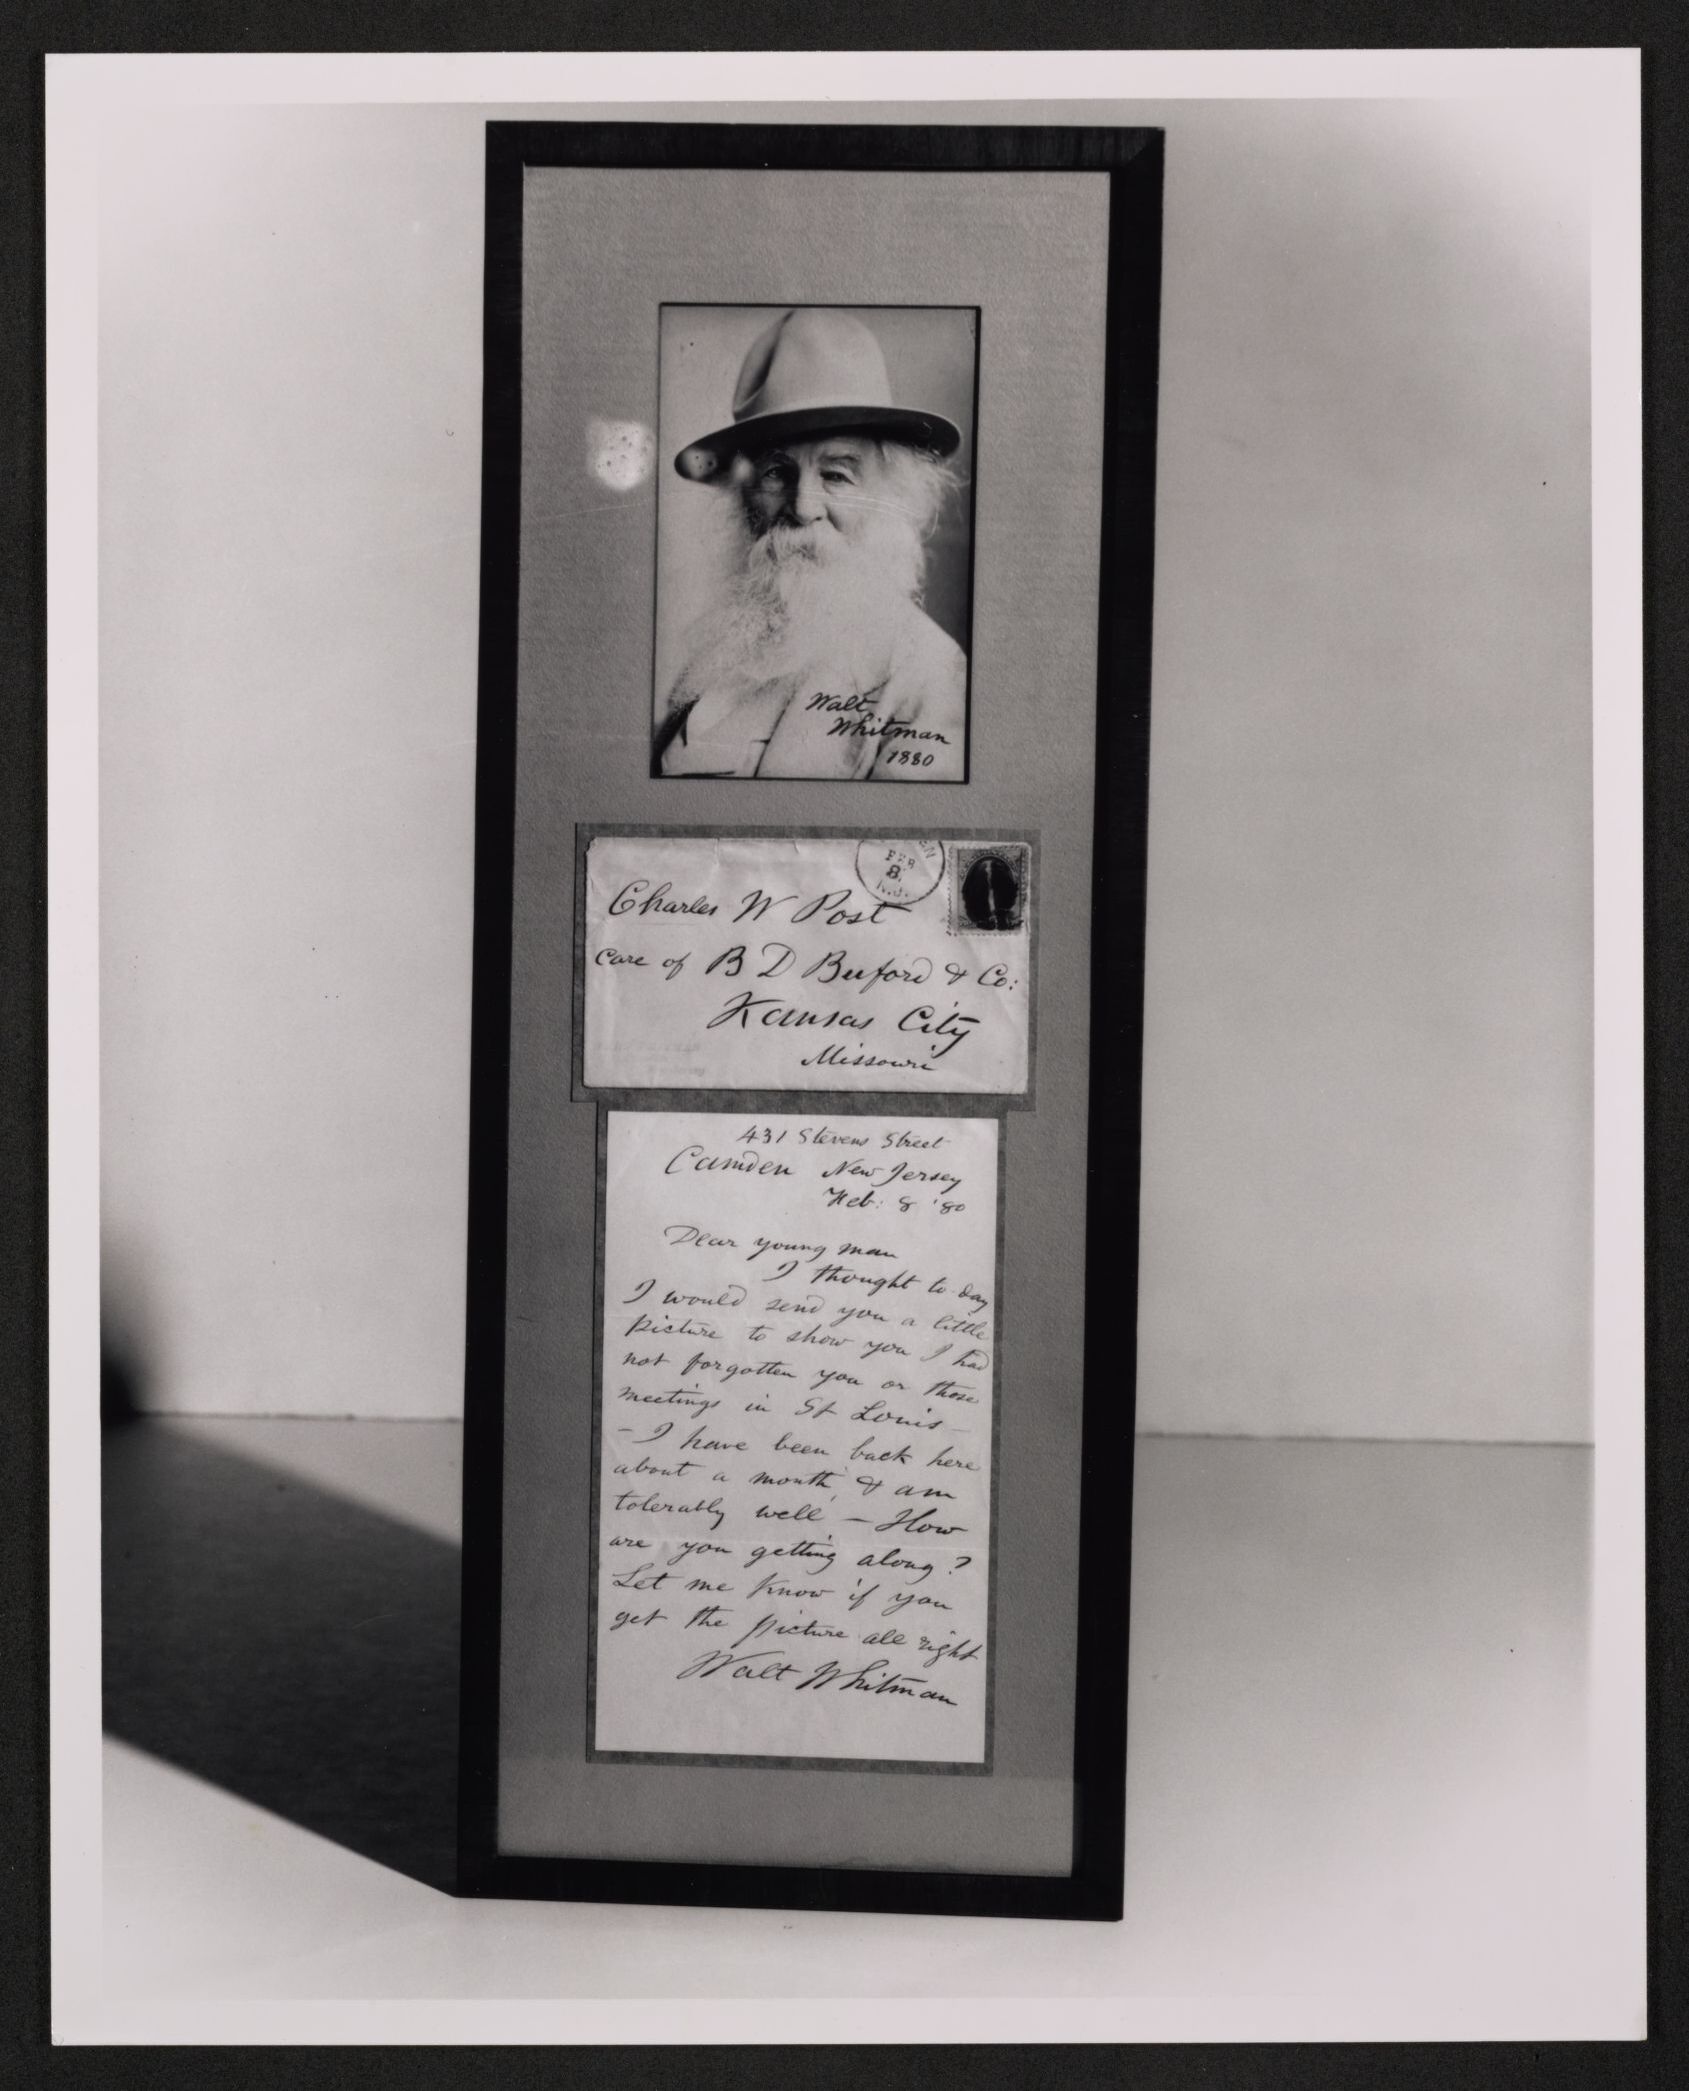 Walt
Whitman
1880
EN
FEB
8
N.J.
Charles W Post
care of B D Buford & Co:
Kansas City
Missouri
431 Stevens Street
Camden New Jersey
Feb: 8 '80
Dear young man
I thought to-day
I would send you a little
picture to show you I had
not forgotten you or those
meetings in St Louis –
– I have been back here
about a month, & am
tolerably well – How
are you getting along?
Let me know if you
get the picture all right
Walt Whitman